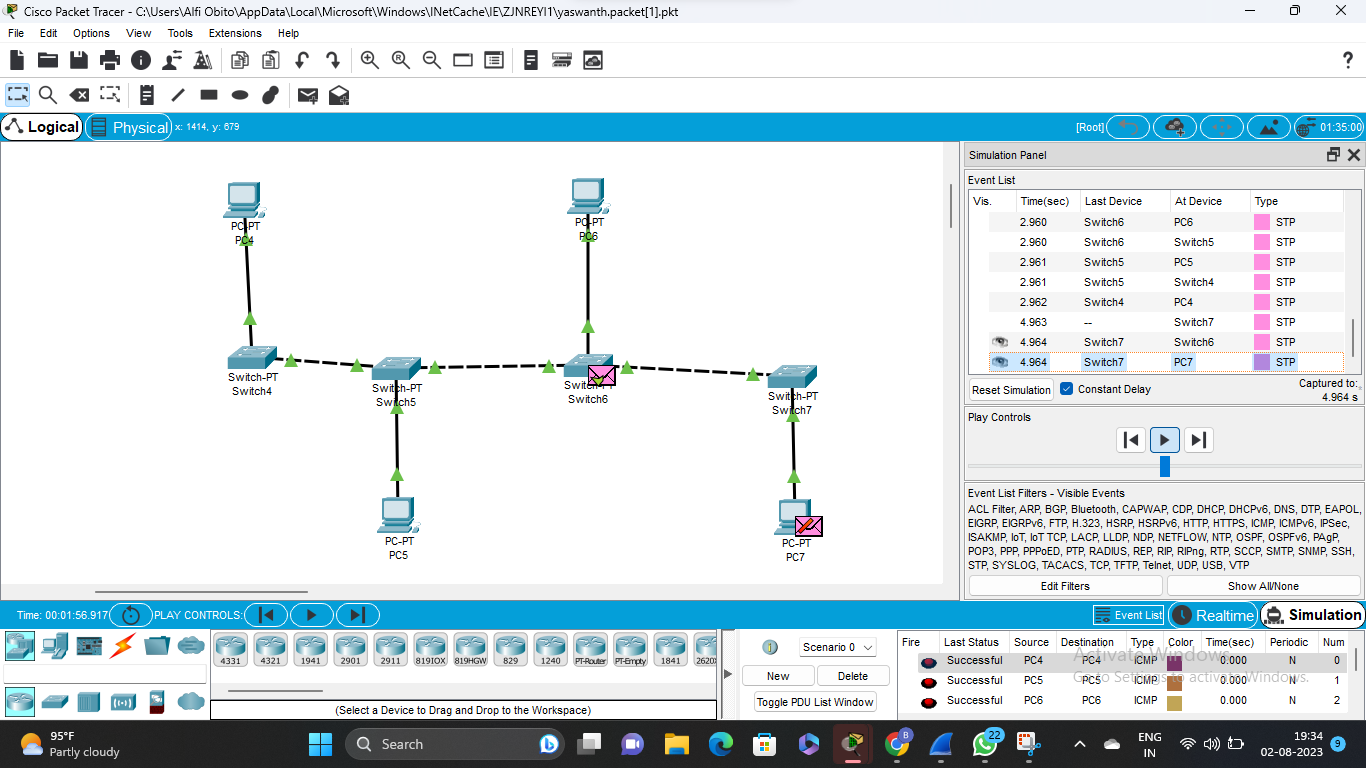 Cisco Packet Tracer - C:\Users\Alfi Obito\AppData\Local\Microsoft\Windows\INetCache\IE\ZJNREYI1\yaswanth.packet[1].pkt
File Edit Options View Tools Extensions Help
Logical Physical x: 1414, y: 679 [Root] 01:35:00
PC-PT
PC4
PC-PT
PC6
Switch-PT
Switch4
Switch-PT
Switch5
Switch-PT
Switch6
Switch-PT
Switch7
PC-PT
PC5
PC-PT
PC7
Simulation Panel
Event List
Vis. Time(sec) Last Device At Device Type
2.960 Switch6 PC6 STP
2.960 Switch6 Switch5 STP
2.961 Switch5 PC5 STP
2.961 Switch5 Switch4 STP
2.962 Switch4 PC4 STP
4.963 -- Switch7 STP
4.964 Switch7 Switch6 STP
4.964 Switch7 PC7 STP
Reset Simulation Constant Delay Captured to:
4.964 s
Play Controls
Event List Filters - Visible Events
ACL Filter, ARP, BGP, Bluetooth, CAPWAP, CDP, DHCP, DHCPv6, DNS, DTP, EAPOL,
EIGRP, EIGRPv6, FTP, H.323, HSRP, HSRPv6, HTTP, HTTPS, ICMP, ICMPv6, IPSec,
ISAKMP, IoT, IoT TCP, LACP, LLDP, NDP, NETFLOW, NTP, OSPF, OSPFv6, PAgP,
POP3, PPP, PPPoED, PTP, RADIUS, REP, RIP, RIPng, RTP, SCCP, SMTP, SNMP, SSH,
STP, SYSLOG, TACACS, TCP, TFTP, Telnet, UDP, USB, VTP
Edit Filters Show All/None
Time: 00:01:56.917 PLAY CONTROLS: Event List Realtime Simulation
4331 4321 1941 2901 2911 819IOX 819HGW 829 1240 PT-Router PT-Empty 1841 2620X
(Select a Device to Drag and Drop to the Workspace)
Scenario 0
New Delete
Toggle PDU List Window
Fire Last Status Source Destination Type Color Time(sec) Periodic Num
Successful PC4 PC4 ICMP 0.000 N 0
Successful PC5 PC5 ICMP 0.000 N 1
Successful PC6 PC6 ICMP 0.000 N 2
Activate Windows
Go to Settings to activate Windows.
95°F
Partly cloudy
Search
B
22
ENG
IN
19:34
02-08-2023
9